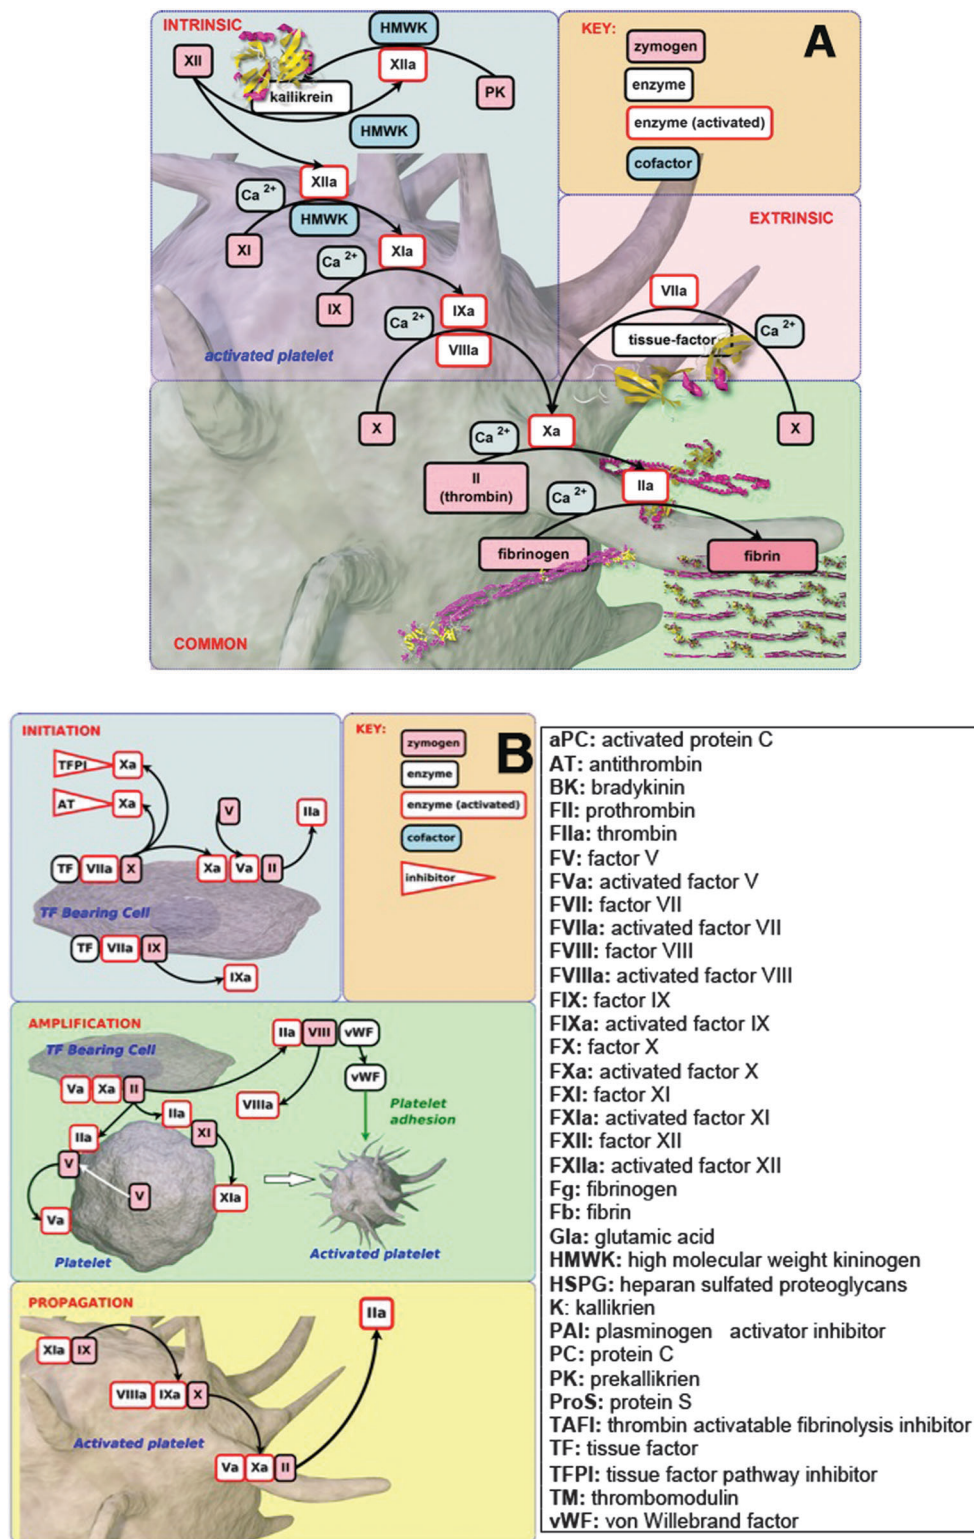 INTRINSIC
HMWK
XII
XIIa
kallikrein
PK
HMWK
KEY:
A
zymogen
enzyme
enzyme (activated)
cofactor
XIIa
Ca 2+
HMWK
XI
Ca 2+
XIa
IX
IXa
Ca 2+
VIIIa
activated platelet
EXTRINSIC
VIIa
tissue-factor
Ca 2+
X
Xa
X
Ca 2+
II
(thrombin)
IIa
Ca 2+
fibrinogen
fibrin
COMMON
INITIATION
TFPI Xa
AT Xa
V
IIa
TF VIIa X
Xa Va II
TF Bearing Cell
TF VIIa IX
IXa
KEY:
B
zymogen
enzyme
enzyme (activated)
cofactor
inhibitor
AMPLIFICATION
TF Bearing Cell
IIa VIII vWF
vWF
Va Xa II
VIIIa
Platelet
adhesion
IIa
IIa
XI
V
V
XIa
Va
Platelet
Activated platelet
PROPAGATION
IIa
XIa IX
VIIIa IXa X
Activated platelet
Va Xa II
aPC: activated protein C
AT: antithrombin
BK: bradykinin
FII: prothrombin
FIIa: thrombin
FV: factor V
FVa: activated factor V
FVII: factor VII
FVIIa: activated factor VII
FVIII: factor VIII
FVIIIa: activated factor VIII
FIX: factor IX
FIXa: activated factor IX
FX: factor X
FXa: activated factor X
FXI: factor XI
FXIa: activated factor XI
FXII: factor XII
FXIIa: activated factor XII
Fg: fibrinogen
Fb: fibrin
Gla: glutamic acid
HMWK: high molecular weight kininogen
HSPG: heparan sulfated proteoglycans
K: kallikrien
PAI: plasminogen activator inhibitor
PC: protein C
PK: prekallikrien
ProS: protein S
TAFI: thrombin activatable fibrinolysis inhibitor
TF: tissue factor
TFPI: tissue factor pathway inhibitor
TM: thrombomodulin
vWF: von Willebrand factor